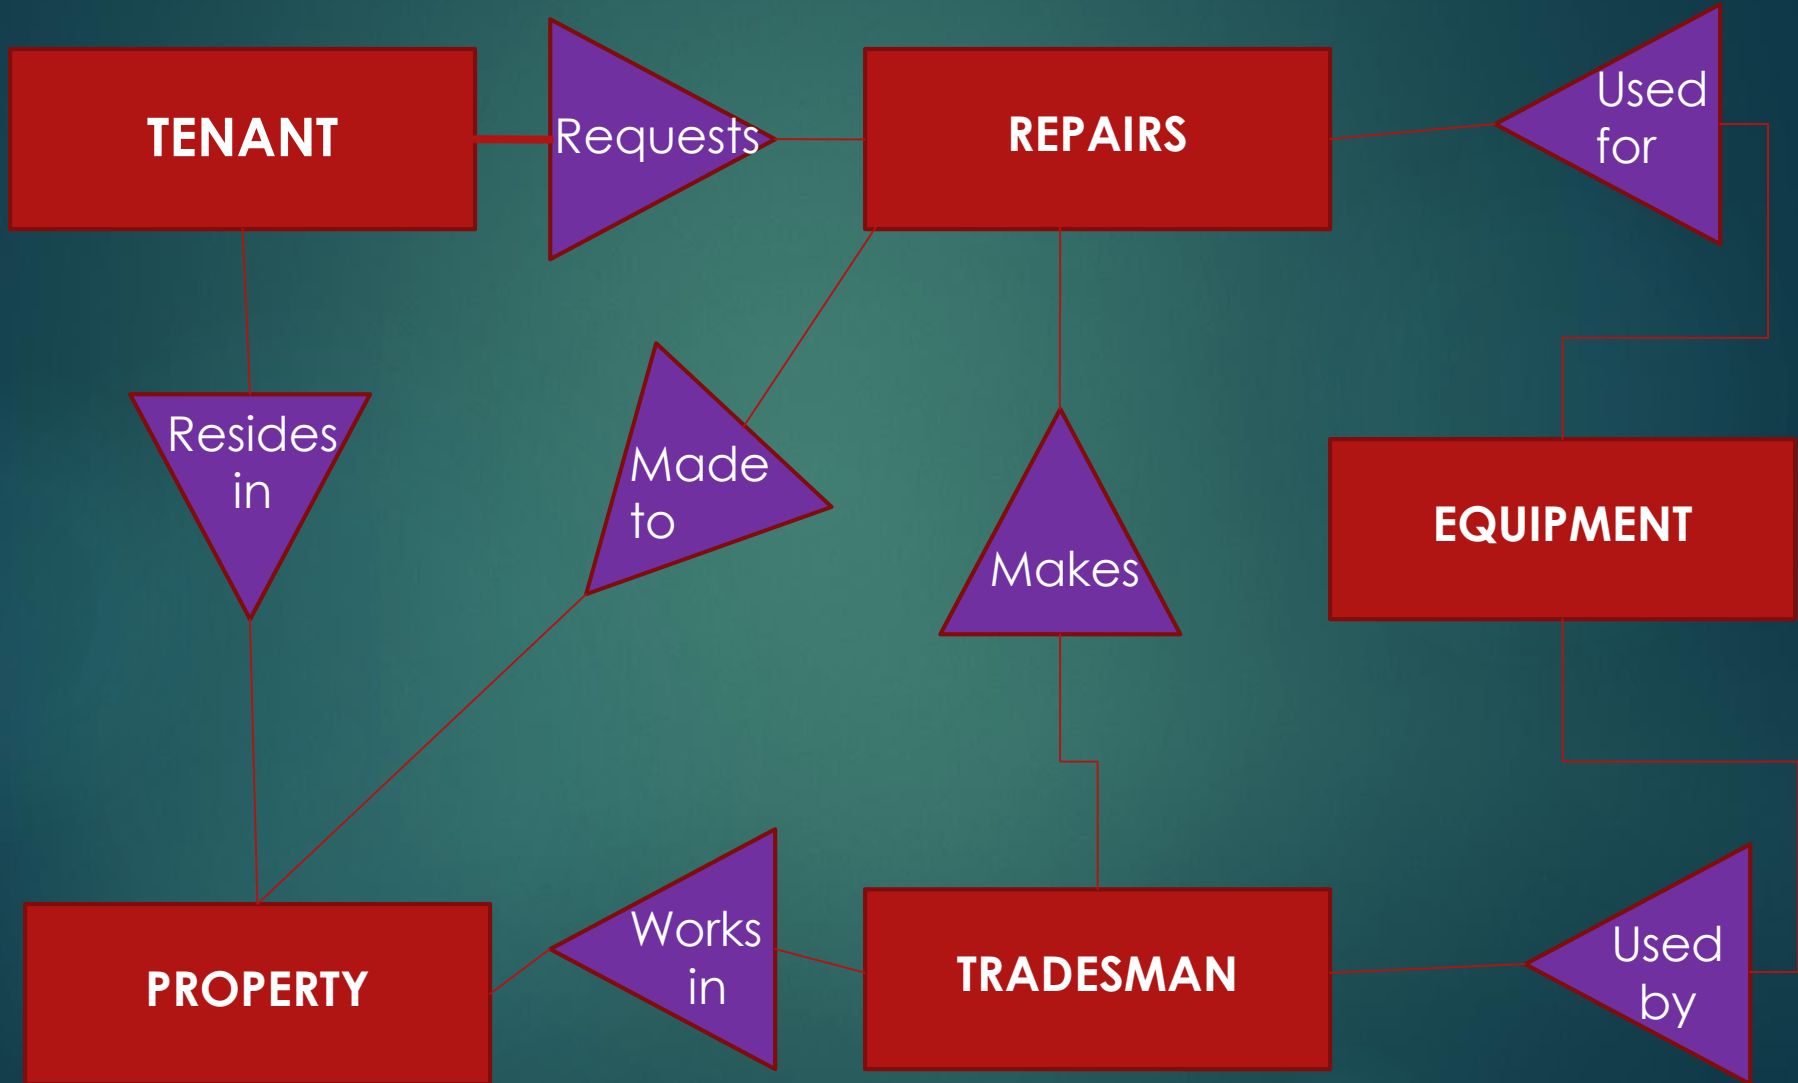 TENANT
Requests
REPAIRS
Used
for
Resides
in
Made
to
Makes
EQUIPMENT
PROPERTY
Works
in
TRADESMAN
Used
by